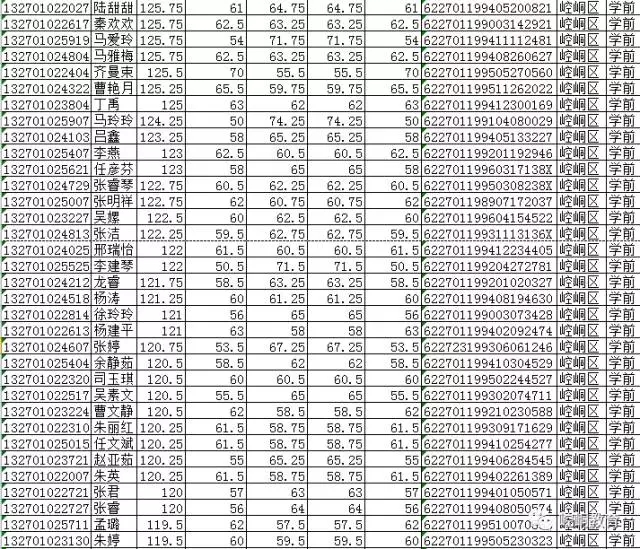 132701022027 陆甜甜 125.75 61 64.75 64.75 61 622701199405200821 崆峒区 学前
132701022617 秦欢欢 125.75 62.5 63.25 63.25 62.5 622701199003142921 崆峒区 学前
132701025919 马爱玲 125.75 54 71.75 71.75 54 622701199411112481 崆峒区 学前
132701024804 马雅梅 125.75 62.5 63.25 63.25 62.5 622701199408260627 崆峒区 学前
132701022404 齐曼束 125.5 70 55.5 55.5 70 622701199505270560 崆峒区 学前
132701024322 曹艳月 125.25 65.5 59.75 59.75 65.5 622701199511262022 崆峒区 学前
132701023804 丁禹 125 63 62 62 63 622701199412300169 崆峒区 学前
132701025907 马玲玲 124.25 50 74.25 74.25 50 622701199104080029 崆峒区 学前
132701024103 吕鑫 123.25 58 65.25 65.25 58 622701199405133227 崆峒区 学前
132701025407 李燕 123 62.5 60.5 60.5 62.5 622701199201192946 崆峒区 学前
132701025621 任彦芬 123 58 65 65 58 62270119960317138X 崆峒区 学前
132701024729 张睿琴 122.75 60.5 62.25 62.25 60.5 62270119950308238X 崆峒区 学前
132701025007 张明祥 122.75 62 60.75 60.75 62 622701198907172037 崆峒区 学前
132701023227 吴嫘 122.5 60 62.5 62.5 60 622701199604154522 崆峒区 学前
132701024813 张洁 122.25 59.5 62.75 62.75 59.5 62270119931113136X 崆峒区 学前
132701024025 邢瑞怡 122 61.5 60.5 60.5 61.5 622701199412234405 崆峒区 学前
132701025525 李建琴 122 50.5 71.5 71.5 50.5 622701199204272781 崆峒区 学前
132701024212 龙睿 121.75 58.5 63.25 63.25 58.5 622701199201020327 崆峒区 学前
132701024518 杨涛 121.25 60 61.25 61.25 60 622701199408194630 崆峒区 学前
132701022814 徐玲玲 121 56 65 65 56 622701199003073428 崆峒区 学前
132701022613 杨建平 121 63 58 58 63 622701199402092474 崆峒区 学前
132701024607 张婷 120.75 53.5 67.25 67.25 53.5 622723199306061246 崆峒区 学前
132701025404 余静茹 120.5 58.5 62 62 58.5 622701199410304529 崆峒区 学前
132701022320 司玉琪 120.5 60 60.5 60.5 60 622701199502244527 崆峒区 学前
132701022517 吴素文 120.5 55.5 65 65 55.5 622701199302074711 崆峒区 学前
132701023224 曹文静 120.5 62 58.5 58.5 62 622701199210230588 崆峒区 学前
132701022310 朱丽红 120.25 61.5 58.75 58.75 61.5 622701199309171629 崆峒区 学前
132701025015 任文斌 120.25 61.5 58.75 58.75 61.5 622701199410254277 崆峒区 学前
132701023721 赵亚茹 120.25 55 65.25 65.25 55 622701199406284545 崆峒区 学前
132701022007 朱英 120.25 61.5 58.75 58.75 61.5 622701199402261389 崆峒区 学前
132701022721 张君 120 57 63 63 57 622701199401050571 崆峒区 学前
132701022727 张睿 120 56 64 64 56 622701199408050574 崆峒区 学前
132701025711 孟璐 119.5 62 57.5 57.5 62 崆峒区 学前
132701023130 朱婷 119.5 60 59.5 59.5 60 622701199505230323 崆峒区 学前